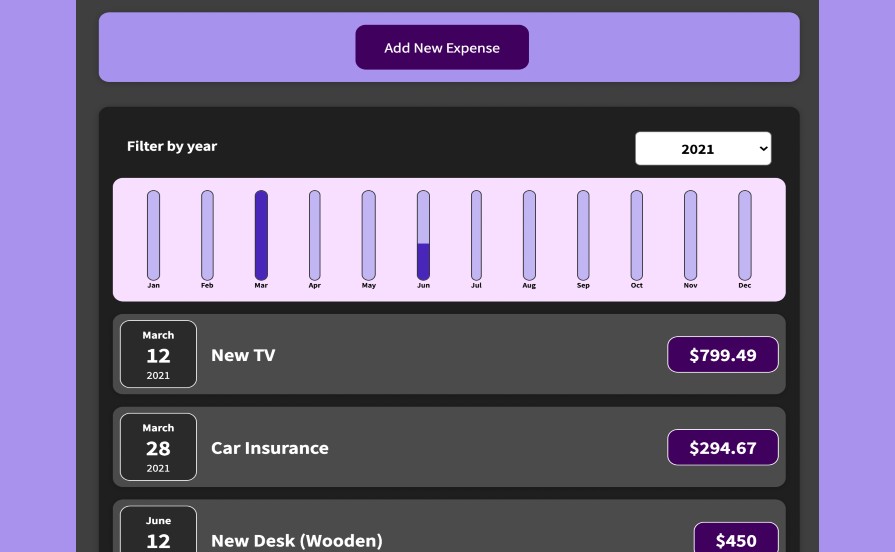 Add New Expense
Filter by year
2021
Jan Feb Mar Apr May Jun Jul Aug Sep Oct Nov Dec
March
12
2021
New TV
$799.49
March
28
2021
Car Insurance
$294.67
June
12
New Desk (Wooden)
$450